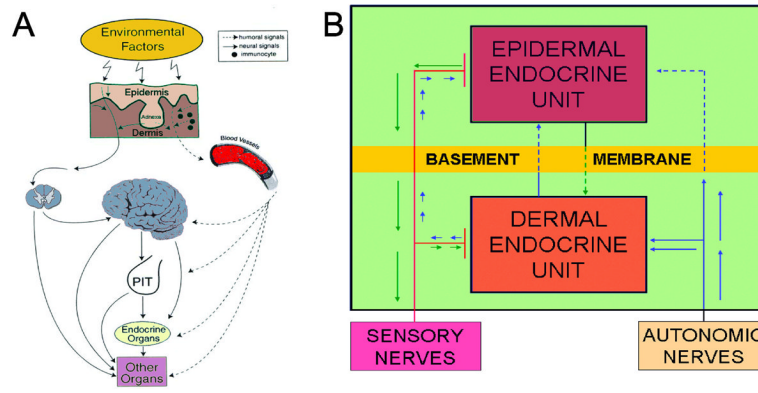 A
Environmental
Factors
humoral signals
neural signals
immunocyte
Epidermis
Adnexa
Dermis
Blood Vessels
PIT
Endocrine
Organs
Other
Organs
B
EPIDERMAL
ENDOCRINE
UNIT
BASEMENT MEMBRANE
DERMAL
ENDOCRINE
UNIT
SENSORY
NERVES
AUTONOMIC
NERVES